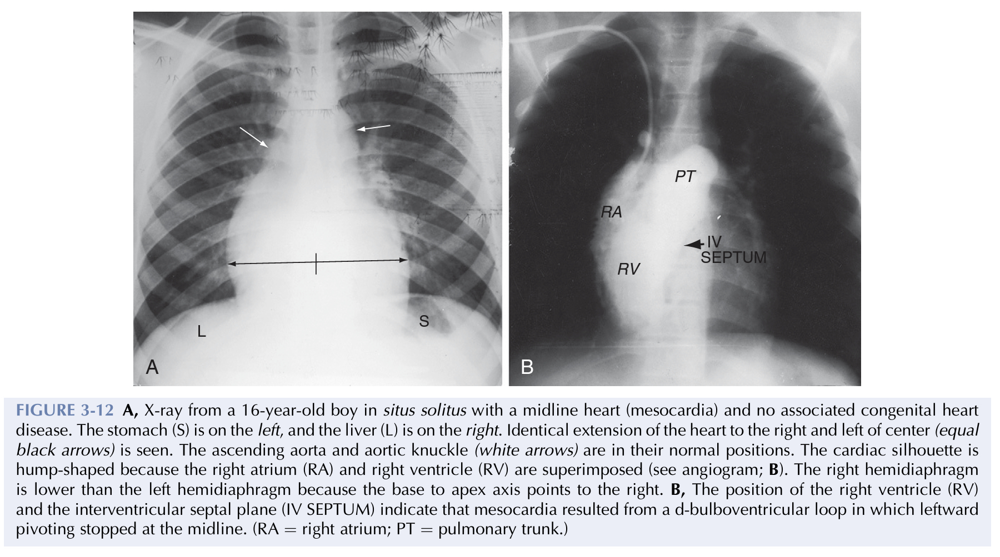 L
S
A
PT
RA
IV
SEPTUM
RV
B
FIGURE 3-12 A, X-ray from a 16-year-old boy in situs solitus with a midline heart (mesocardia) and no associated congenital heart
disease. The stomach (S) is on the left, and the liver (L) is on the right. Identical extension of the heart to the right and left of center (equal
black arrows) is seen. The ascending aorta and aortic knuckle (white arrows) are in their normal positions. The cardiac silhouette is
hump-shaped because the right atrium (RA) and right ventricle (RV) are superimposed (see angiogram; B). The right hemidiaphragm
is lower than the left hemidiaphragm because the base to apex axis points to the right. B, The position of the right ventricle (RV)
and the interventricular septal plane (IV SEPTUM) indicate that mesocardia resulted from a d-bulboventricular loop in which leftward
pivoting stopped at the midline. (RA = right atrium; PT = pulmonary trunk.)